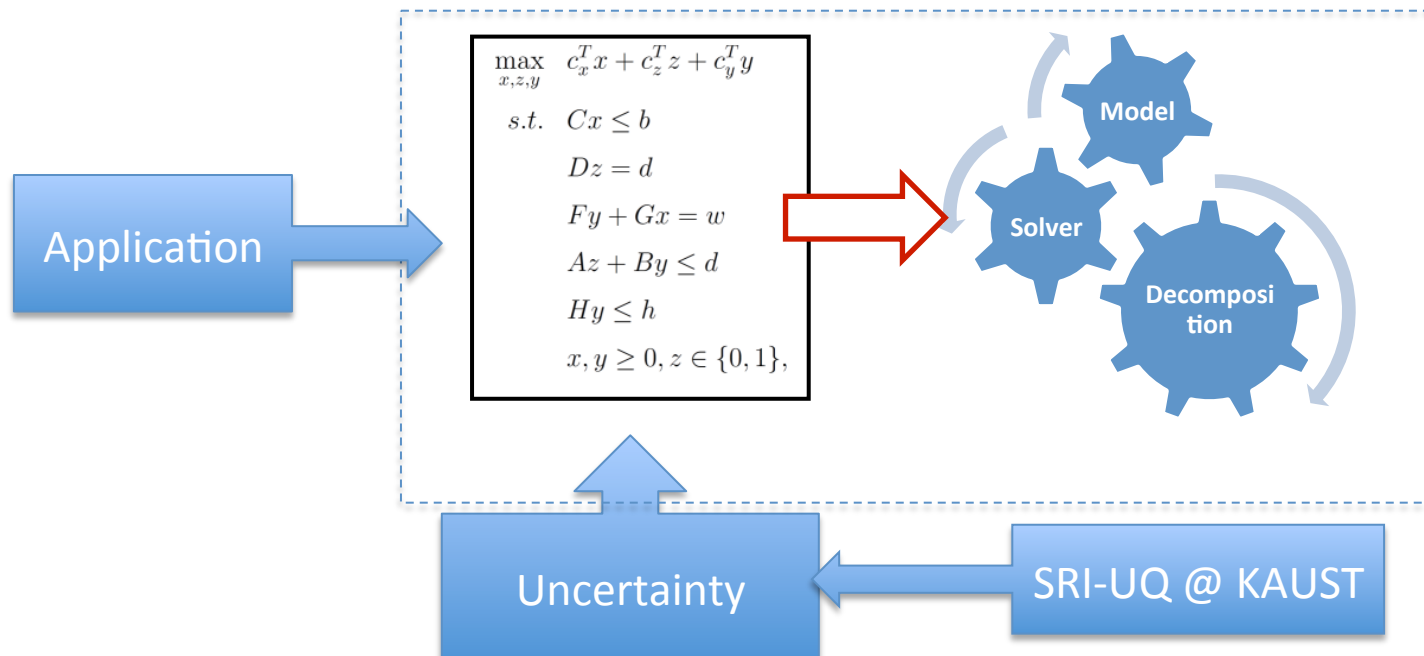 Application
max c_x^T x + c_z^T z + c_y^T y
x,z,y
s.t. Cx ≤ b
Dz = d
Fy + Gx = w
Az + By ≤ d
Hy ≤ h
x, y ≥ 0, z ∈ {0, 1},
Model
Solver
Decomposi
tion
Uncertainty
SRI-UQ @ KAUST